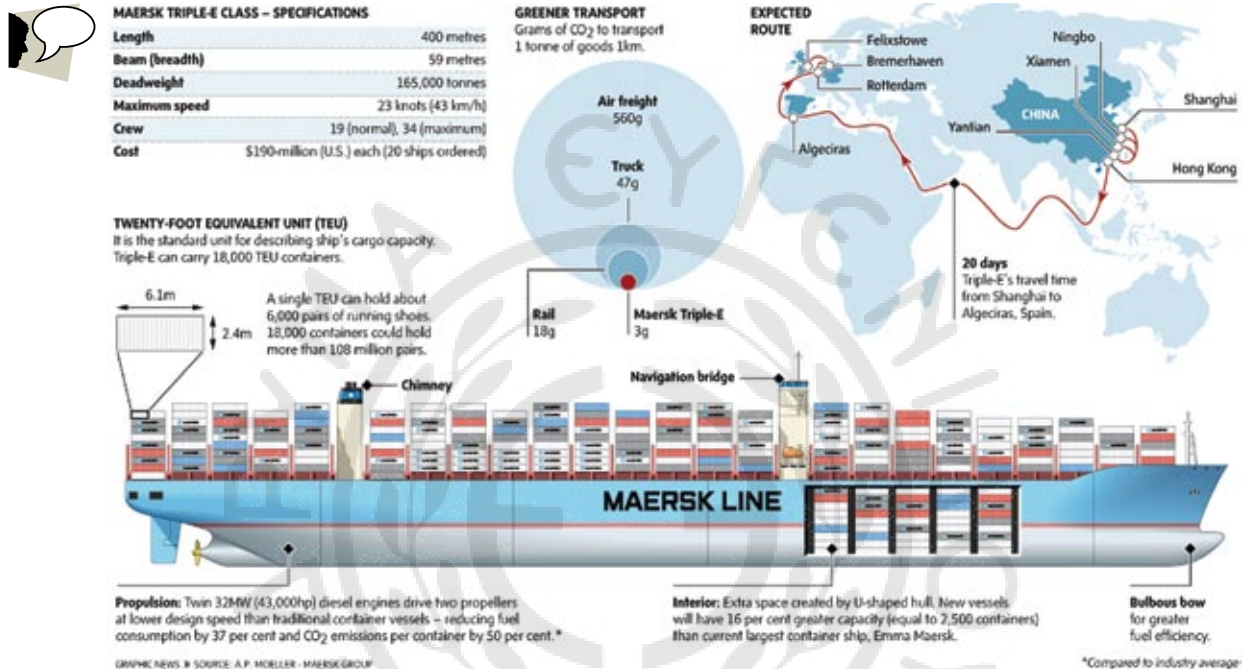 MAERSK TRIPLE-E CLASS – SPECIFICATIONS
Length 400 metres
Beam (breadth) 59 metres
Deadweight 165,000 tonnes
Maximum speed 23 knots (43 km/h)
Crew 19 (normal), 34 (maximum)
Cost $190-million (U.S.) each (20 ships ordered)
TWENTY-FOOT EQUIVALENT UNIT (TEU)
It is the standard unit for describing ship's cargo capacity.
Triple-E can carry 18,000 TEU containers.
6.1m
2.4m
A single TEU can hold about
6,000 pairs of running shoes.
18,000 containers could hold
more than 108 million pairs.
GREENER TRANSPORT
Grams of CO2 to transport
1 tonne of goods 1km.
Air freight
560g
Truck
47g
Rail
18g
Maersk Triple-E
3g
EXPECTED
ROUTE
Felixstowe
Bremerhaven
Rotterdam
Algeciras
Ningbo
Xiamen
Shanghai
CHINA
Yantian
Hong Kong
20 days
Triple-E's travel time
from Shanghai to
Algeciras, Spain.
Chimney
Navigation bridge
MAERSK LINE
Propulsion: Twin 32MW (43,000hp) diesel engines drive two propellers
at lower design speed than traditional container vessels – reducing fuel
consumption by 37 per cent and CO2 emissions per container by 50 per cent.*
Interior: Extra space created by U-shaped hull. New vessels
will have 16 per cent greater capacity (equal to 2,500 containers)
than current largest container ship, Emma Maersk.
Bulbous bow
for greater
fuel efficiency.
GRAPHIC NEWS SOURCE: A.P. MOELLER - MAERSK GROUP
*Compared to industry average